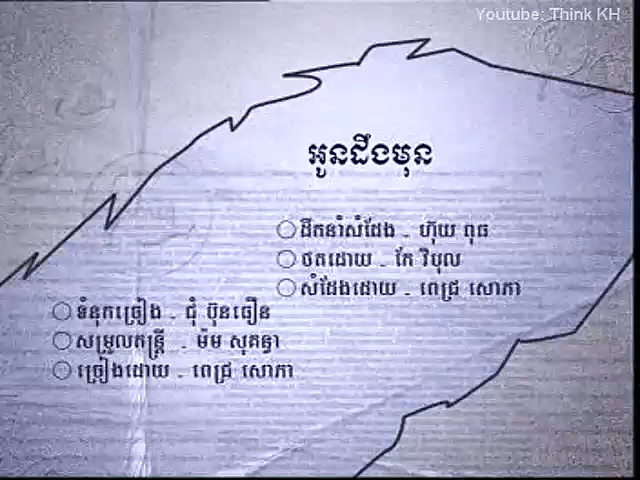 Youtube: Think KH
អូនដឹងមុន
ដឹកនាំសំដែង - ហ៊ុយ ពុធ
ថតដោយ - កែ វិបុល
សំដែងដោយ - ពេជ្រ សោភា
ទំនុកច្រៀង - ជុំ ប៊ុនធឿន
សម្រួលតន្ត្រី - ម៉ម សុគន្ធា
ច្រៀងដោយ - ពេជ្រ សោភា